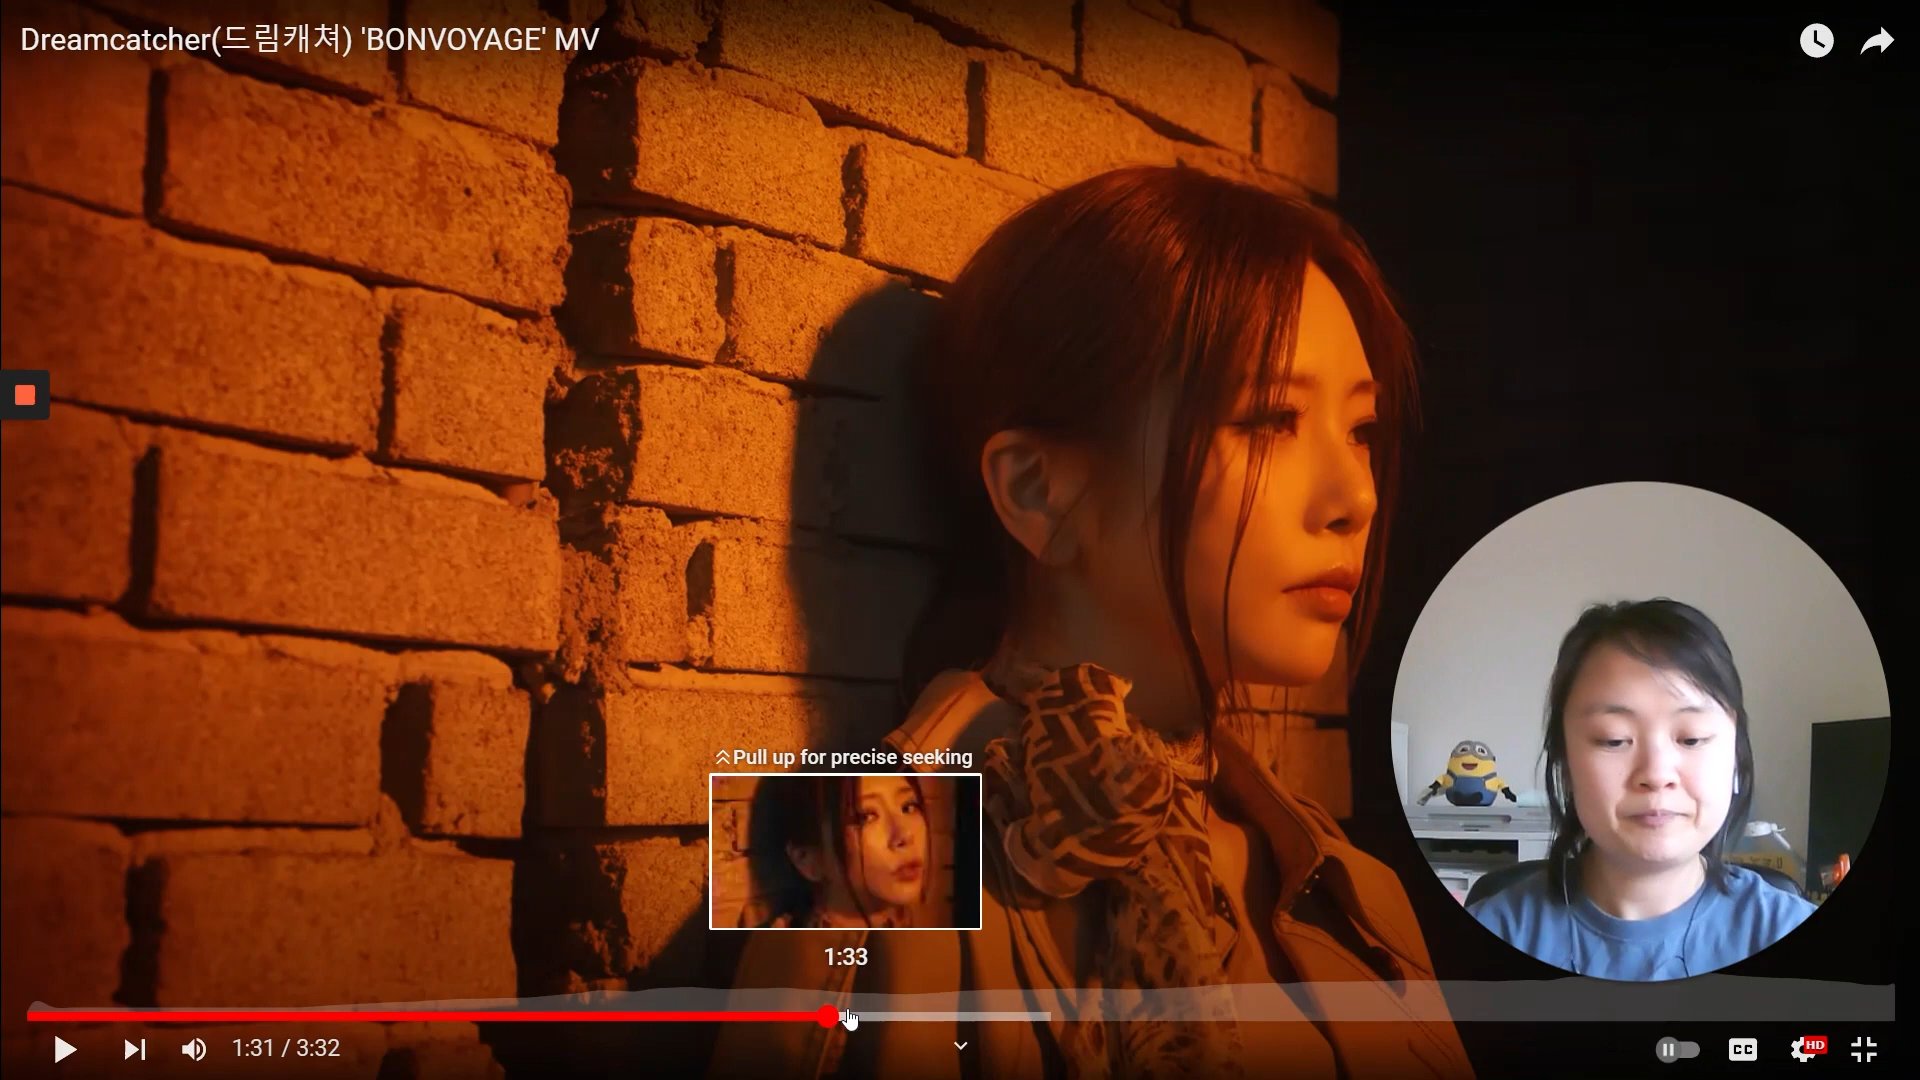 Dreamcatcher(드림캐쳐) 'BONVOYAGE' MV
Pull up for precise seeking
1:33
1:31 / 3:32
CC
HD